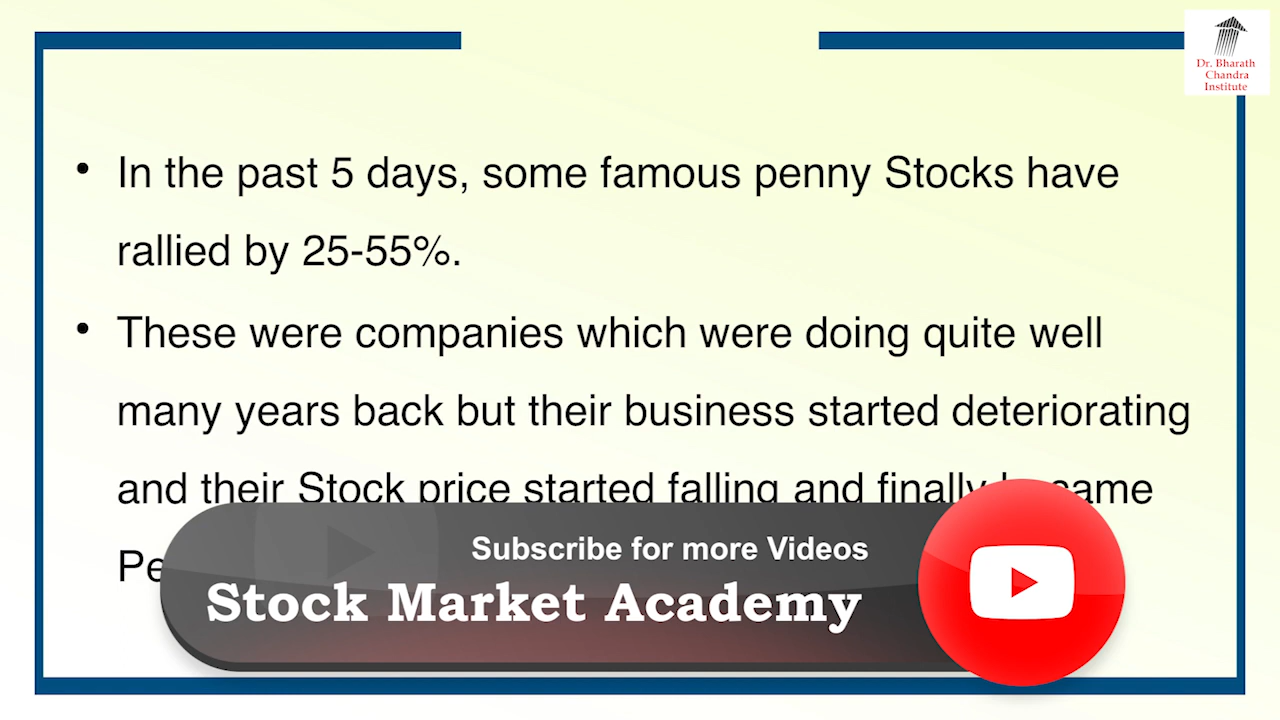 Dr. Bharath
Chandra
Institute
• In the past 5 days, some famous penny Stocks have
rallied by 25-55%.
• These were companies which were doing quite well
many years back but their business started deteriorating
and their Stock price started falling and finally
Subscribe for more Videos
Stock Market Academy